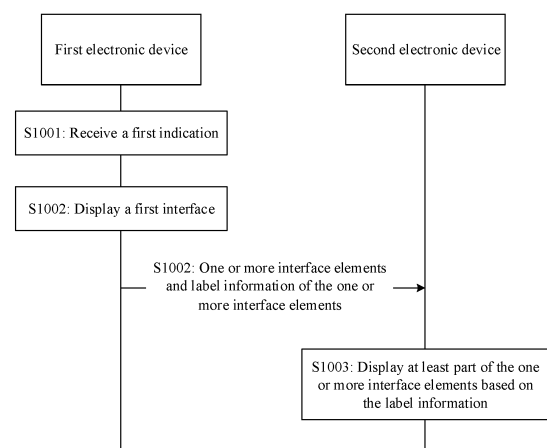 First electronic device
Second electronic device
S1001: Receive a first indication
S1002: Display a first interface
S1002: One or more interface elements
and label information of the one or
more interface elements
S1003: Display at least part of the one
or more interface elements based on
the label information